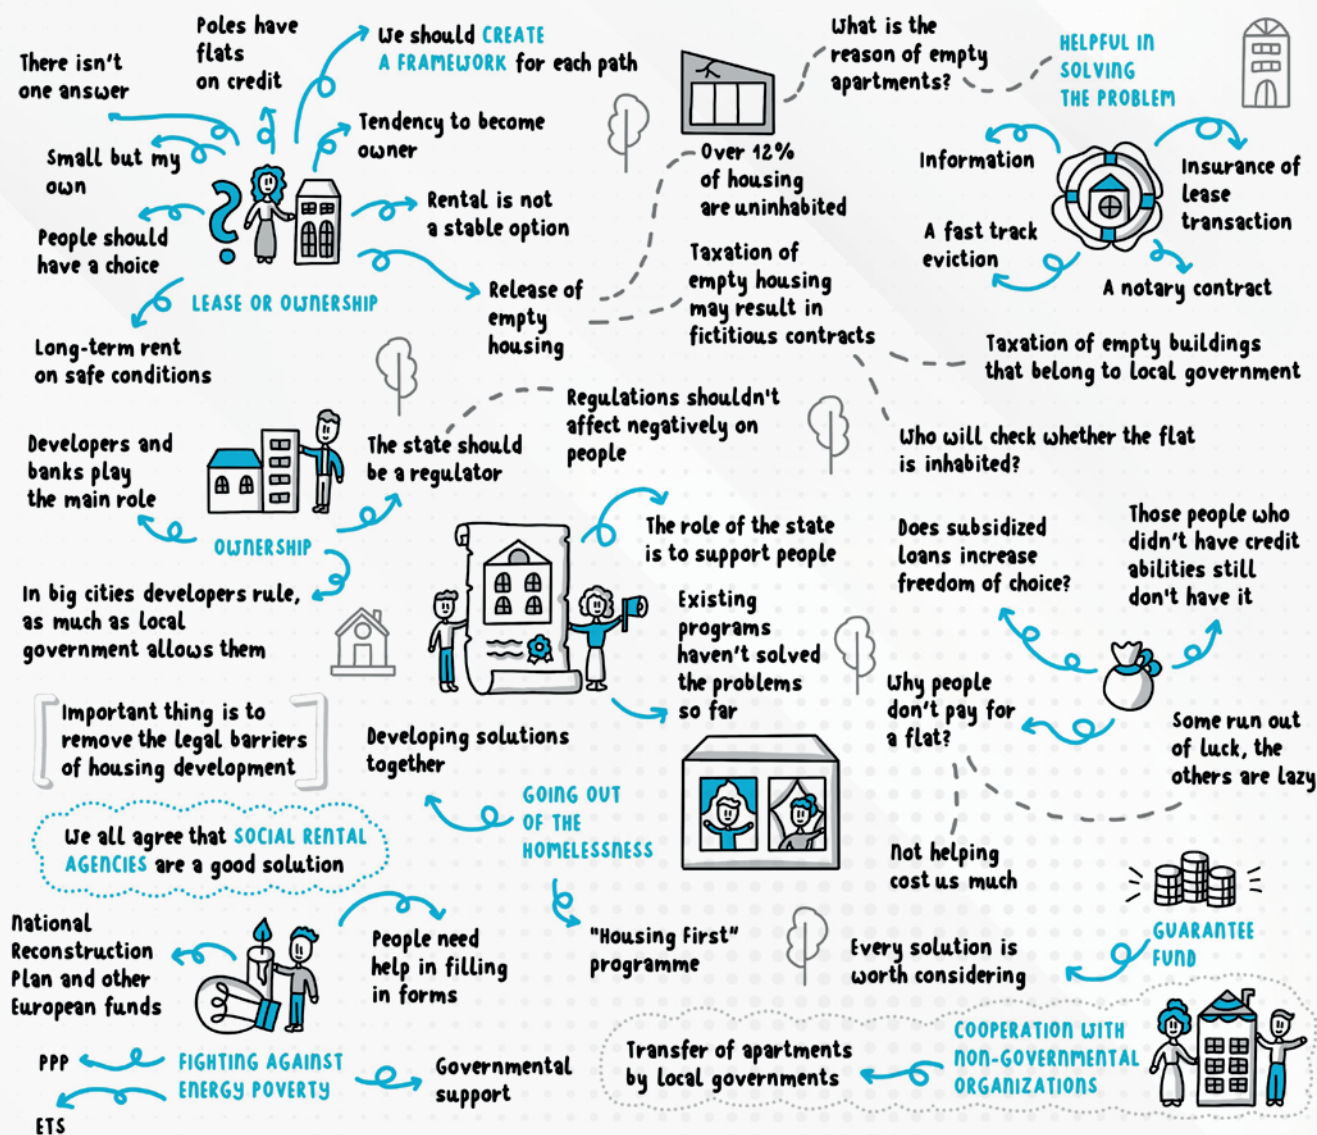 There isn't
one answer
Poles have
flats
on credit
We should CREATE
A FRAMEWORK for each path
Small but my
own
Tendency to become
owner
People should
have a choice
Rental is not
a stable option
LEASE OR OWNERSHIP
Long-term rent
on safe conditions
Release of
empty
housing
What is the
reason of empty
apartments?
HELPFUL IN
SOLVING
THE PROBLEM
Over 12%
of housing
are uninhabited
Information
Insurance of
lease
transaction
A fast track
eviction
A notary contract
Taxation of
empty housing
may result in
fictitious contracts
Taxation of empty buildings
that belong to local government
Who will check whether the flat
is inhabited?
Developers and
banks play
the main role
The state should
be a regulator
Regulations shouldn't
affect negatively on
people
OWNERSHIP
In big cities developers rule,
as much as local
government allows them
The role of the state
is to support people
Existing
programs
haven't solved
the problems
so far
Does subsidized
loans increase
freedom of choice?
Those people who
didn't have credit
abilities still
don't have it
Why people
don't pay for
a flat?
Some run out
of luck, the
others are lazy
Not helping
cost us much
Important thing is to
remove the legal barriers
of housing development
Developing solutions
together
GOING OUT
OF THE
HOMELESSNESS
"Housing First"
programme
We all agree that SOCIAL RENTAL
AGENCIES are a good solution
National
Reconstruction
Plan and other
European funds
People need
help in filling
in forms
PPP
FIGHTING AGAINST
ENERGY POVERTY
Governmental
support
ETS
GUARANTEE
FUND
Every solution is
worth considering
Transfer of apartments
by local governments
COOPERATION WITH
NON-GOVERNMENTAL
ORGANIZATIONS